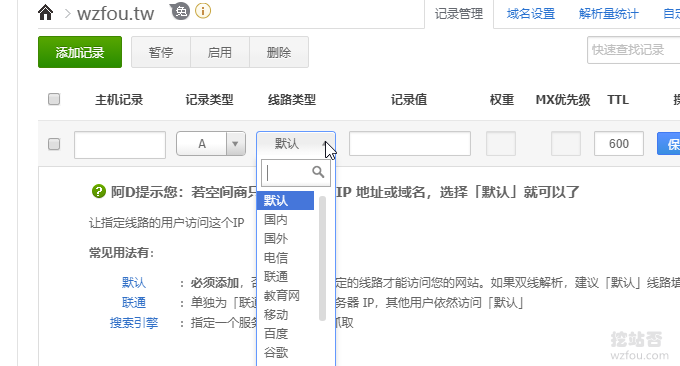 wzfou.tw 免
记录管理 域名设置 解析量统计
添加记录 暂停 启用 删除 快速查找记录
主机记录 记录类型 线路类型 记录值 权重 MX优先级 TTL
A 默认 600
默认
国内
国外
电信
联通
教育网
移动
百度
谷歌
阿D提示您：若空间商只 IP 地址或域名，选择「默认」就可以了
让指定线路的用户访问这个IP
常见用法有：
默认 ：必须添加， 定的线路才能访问您的网站。如果双线解析，建议「默认」线路填
联通 ：单独为「联 务器 IP，其他用户依然访问「默认」
搜索引擎 ：指定一个服 抓取
挖站否
wzfou.com